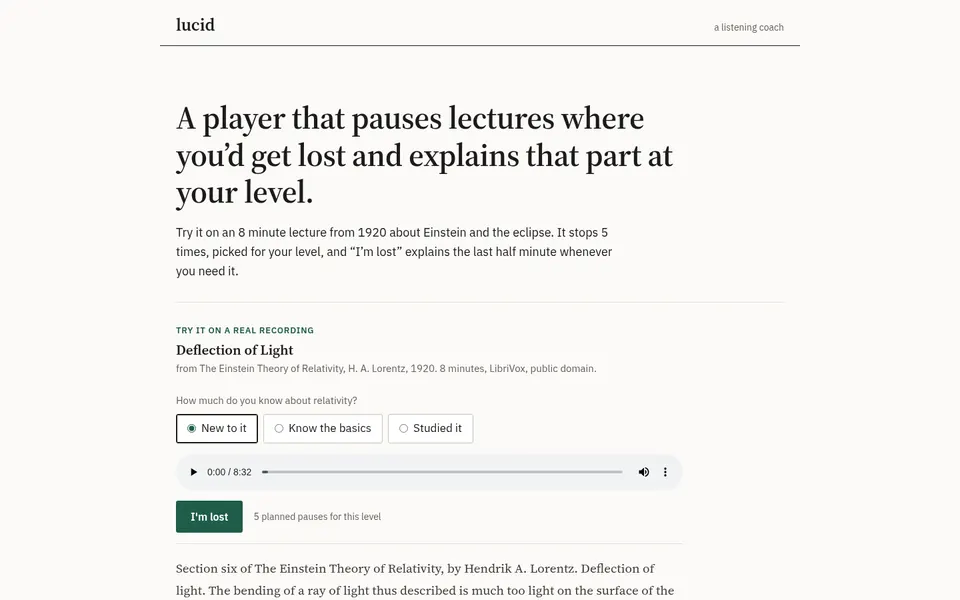 lucid
a listening coach
A player that pauses lectures where
you’d get lost and explains that part at
your level.
Try it on an 8 minute lecture from 1920 about Einstein and the eclipse. It stops 5
times, picked for your level, and “I’m lost” explains the last half minute whenever
you need it.
TRY IT ON A REAL RECORDING
Deflection of Light
from The Einstein Theory of Relativity, H. A. Lorentz, 1920. 8 minutes, LibriVox, public domain.
How much do you know about relativity?
New to it
Know the basics
Studied it
0:00 / 8:32
I'm lost
5 planned pauses for this level
Section six of The Einstein Theory of Relativity, by Hendrik A. Lorentz. Deflection of
light. The bending of a ray of light thus described is much too light on the surface of the